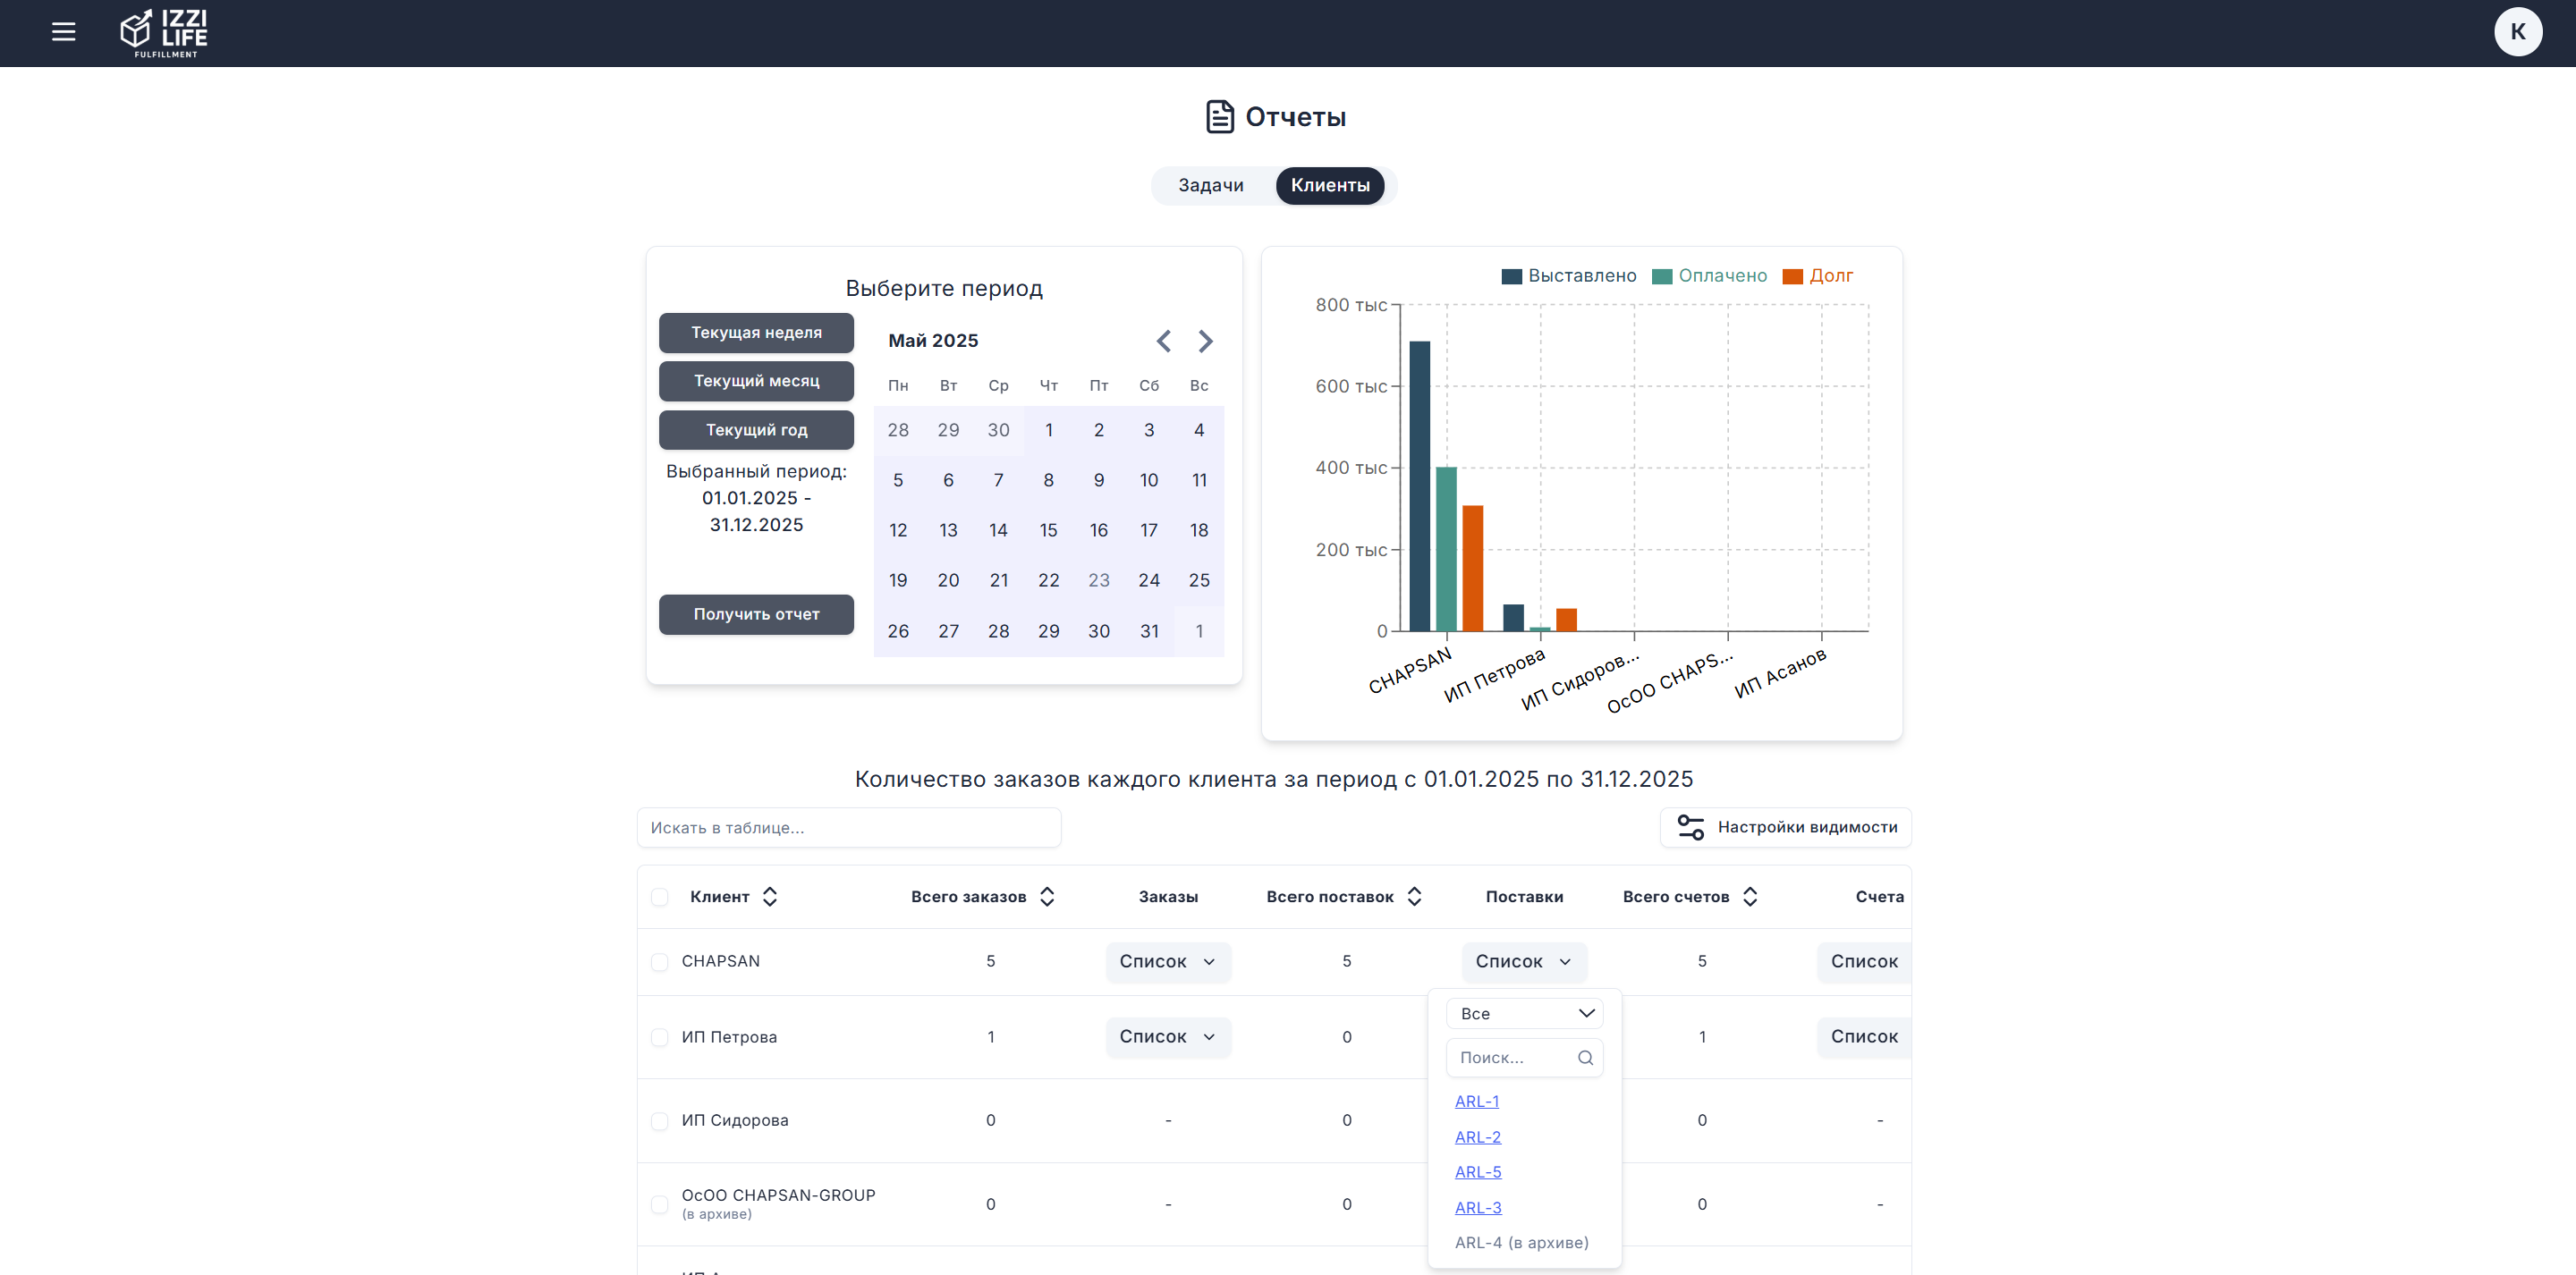 IZZI
LIFE
FULFILLMENT
K
Отчеты
Задачи
Клиенты
Выберите период
Текущая неделя
Текущий месяц
Текущий год
Выбранный период:
01.01.2025 -
31.12.2025
Получить отчет
Май 2025
Пн Вт Ср Чт Пт Сб Вс
28 29 30 1 2 3 4
5 6 7 8 9 10 11
12 13 14 15 16 17 18
19 20 21 22 23 24 25
26 27 28 29 30 31 1
Выставлено Оплачено Долг
800 тыс
600 тыс
400 тыс
200 тыс
0
CHAPSAN
ИП Петрова
ИП Сидоров...
ОсОО CHAPS...
ИП Асанов
Количество заказов каждого клиента за период с 01.01.2025 по 31.12.2025
Искать в таблице...
Настройки видимости
Клиент Всего заказов Заказы Всего поставок Поставки Всего счетов Счета
CHAPSAN 5 Список 5 Список 5 Список
ИП Петрова 1 Список 0 1 Список
ИП Сидорова 0 - 0 0 -
ОсОО CHAPSAN-GROUP 0 - 0 0 -
(в архиве)
Все
Поиск...
ARL-1
ARL-2
ARL-5
ARL-3
ARL-4 (в архиве)